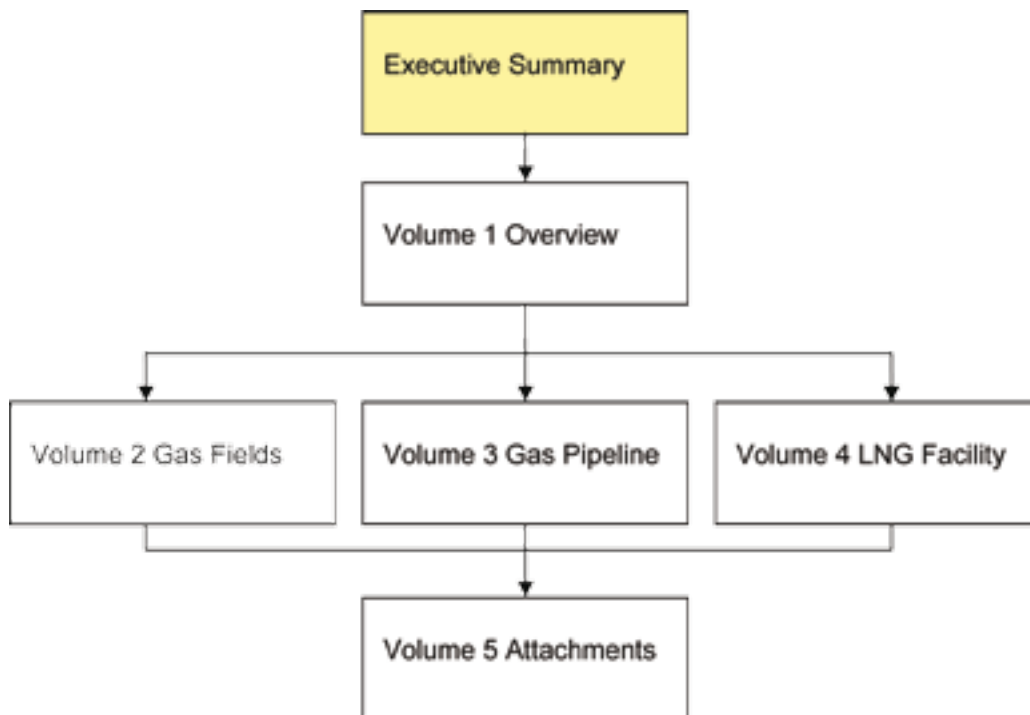 Executive Summary
Volume 1 Overview
Volume 2 Gas Fields
Volume 3 Gas Pipeline
Volume 4 LNG Facility
Volume 5 Attachments